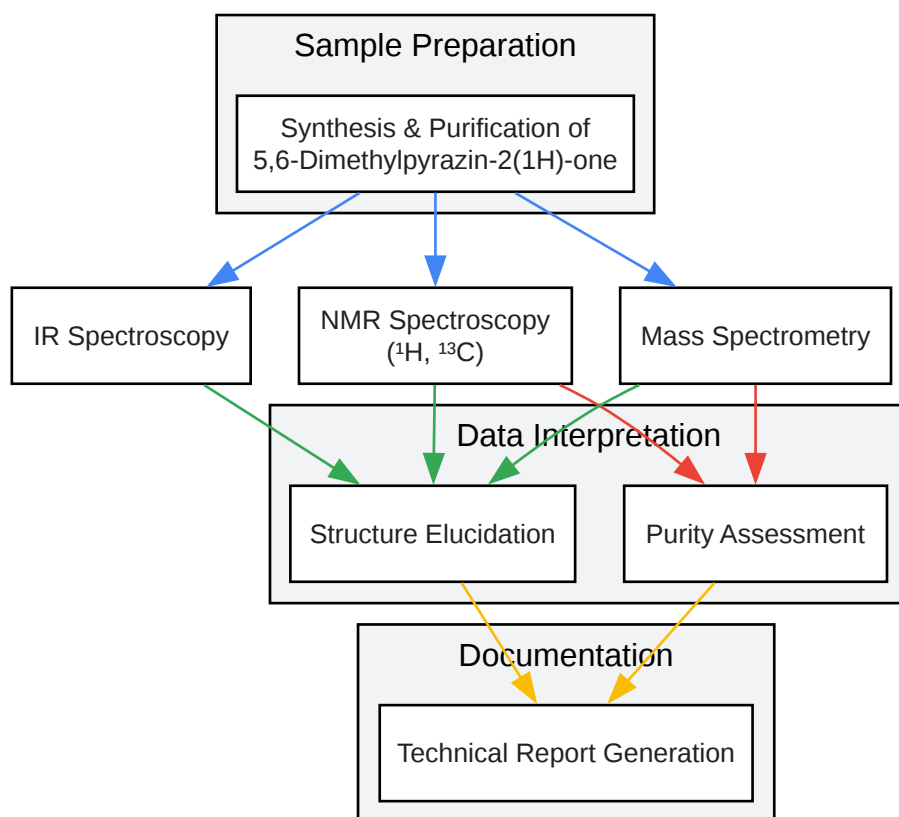 Sample Preparation
Synthesis & Purification of
5,6-Dimethylpyrazin-2(1H)-one
IR Spectroscopy
NMR Spectroscopy
(¹H, ¹³C)
Mass Spectrometry
Data Interpretation
Structure Elucidation
Purity Assessment
Documentation
Technical Report Generation